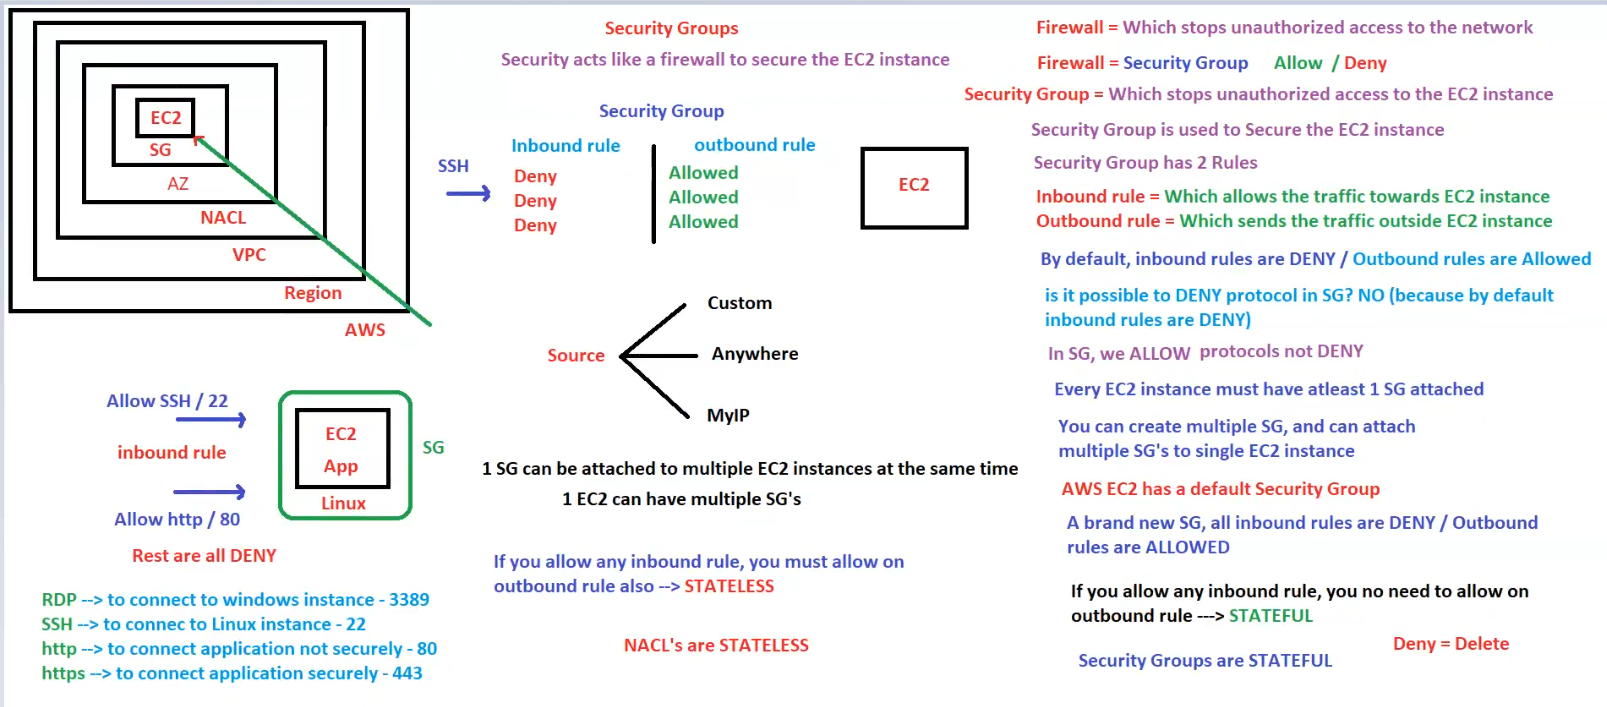 EC2
SG
AZ
NACL
VPC
Region
AWS
Allow SSH / 22
inbound rule
Allow http / 80
Rest are all DENY
EC2
App
Linux
SG
RDP --> to connect to windows instance - 3389
SSH --> to connec to Linux instance - 22
http --> to connect application not securely - 80
https --> to connect application securely - 443
Security Groups
Security acts like a firewall to secure the EC2 instance
Security Group
SSH
Inbound rule
Deny
Deny
Deny
outbound rule
Allowed
Allowed
Allowed
EC2
Source
Custom
Anywhere
MyIP
1 SG can be attached to multiple EC2 instances at the same time
1 EC2 can have multiple SG's
If you allow any inbound rule, you must allow on
outbound rule also --> STATELESS
NACL's are STATELESS
Firewall = Which stops unauthorized access to the network
Firewall = Security Group Allow / Deny
Security Group = Which stops unauthorized access to the EC2 instance
Security Group is used to Secure the EC2 instance
Security Group has 2 Rules
Inbound rule = Which allows the traffic towards EC2 instance
Outbound rule = Which sends the traffic outside EC2 instance
By default, inbound rules are DENY / Outbound rules are Allowed
is it possible to DENY protocol in SG? NO (because by default
inbound rules are DENY)
In SG, we ALLOW protocols not DENY
Every EC2 instance must have atleast 1 SG attached
You can create multiple SG, and can attach
multiple SG's to single EC2 instance
AWS EC2 has a default Security Group
A brand new SG, all inbound rules are DENY / Outbound
rules are ALLOWED
If you allow any inbound rule, you no need to allow on
outbound rule ---> STATEFUL
Deny = Delete
Security Groups are STATEFUL